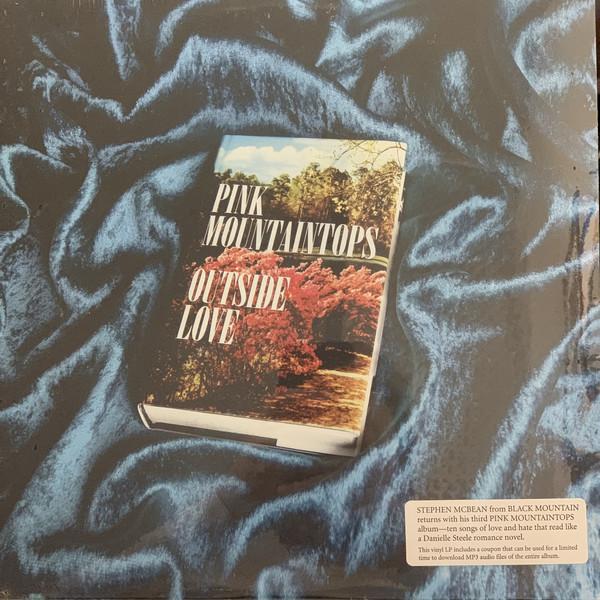 PINK
MOUNTAINTOPS
OUTSIDE
LOVE
STEPHEN MCBEAN from BLACK MOUNTAIN
returns with his third PINK MOUNTAINTOPS
album—ten songs of love and hate that read like
a Danielle Steele romance novel.
This vinyl LP includes a coupon that can be used for a limited
time to download MP3 audio files of the entire album.